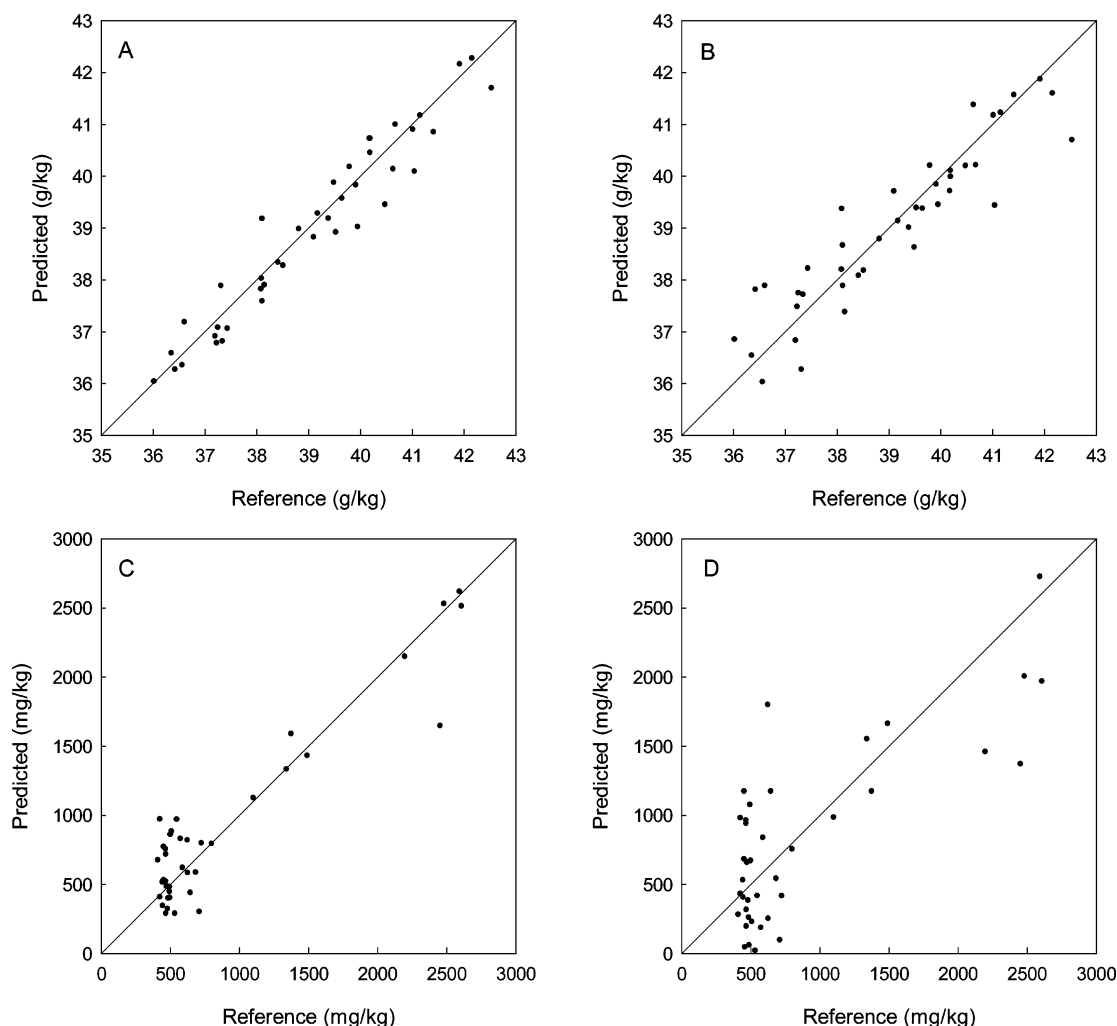 A
43
42
41
40
39
38
37
36
35
Predicted (g/kg)
35 36 37 38 39 40 41 42 43
Reference (g/kg)
B
43
42
41
40
39
38
37
36
35
Predicted (g/kg)
35 36 37 38 39 40 41 42 43
Reference (g/kg)
C
3000
2500
2000
1500
1000
500
0
Predicted (mg/kg)
0 500 1000 1500 2000 2500 3000
Reference (mg/kg)
D
3000
2500
2000
1500
1000
500
0
Predicted (mg/kg)
0 500 1000 1500 2000 2500 3000
Reference (mg/kg)